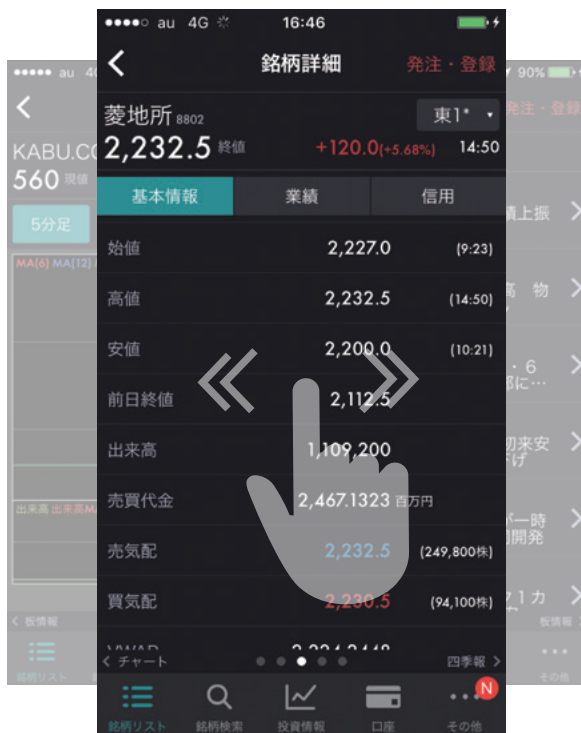 au 4G 16:46
銘柄詳細 発注・登録
菱地所 8802 東1*
2,232.5 終値 +120.0(+5.68%) 14:50
基本情報 業績 信用
始値 2,227.0 (9:23)
高値 2,232.5 (14:50)
安値 2,200.0 (10:21)
前日終値 2,112.5
出来高 1,109,200
売買代金 2,467.1323 百万円
売気配 2,232.5 (249,800株)
買気配 2,230.5 (94,100株)
チャート 四季報
銘柄リスト 銘柄検索 投資情報 口座 その他
N
au
KABU.C
560 現値
5分足
MA(6) MA(12)
出来高 出来高MA
板情報
銘柄リスト
90%
発注・登録
積上振
高 物
・6
部に…
初来安
げ
が一時
開発
板情報
その他